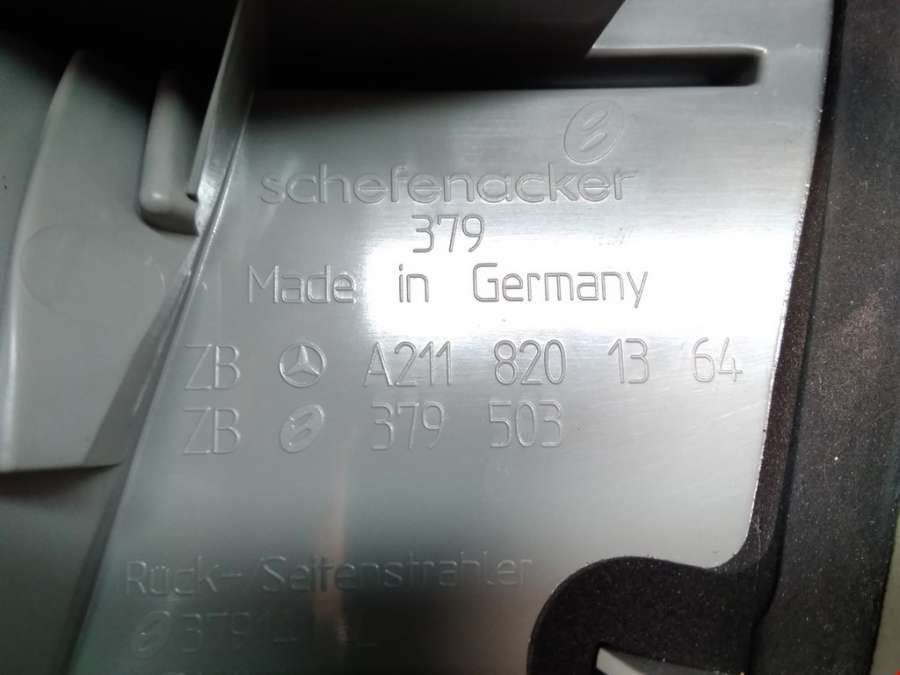 schefenacker
379
Made in Germany
ZB A211 820 13 64
ZB 379 503
Rück- Seitenstrahler